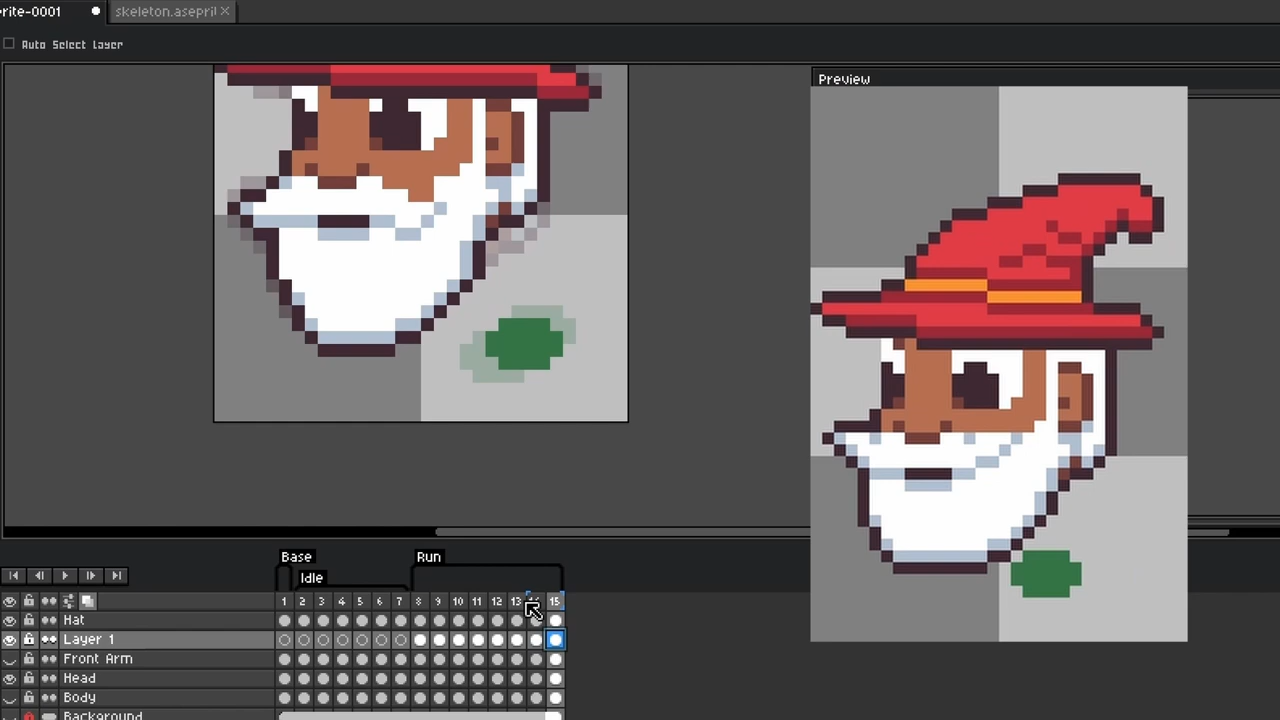 rite-0001
skeleton.asepri
Auto Select Layer
Preview
Base
Run
Idle
1 2 3 4 5 6 7 8 9 10 11 12 13 15
Hat
Layer 1
Front Arm
Head
Body
Background